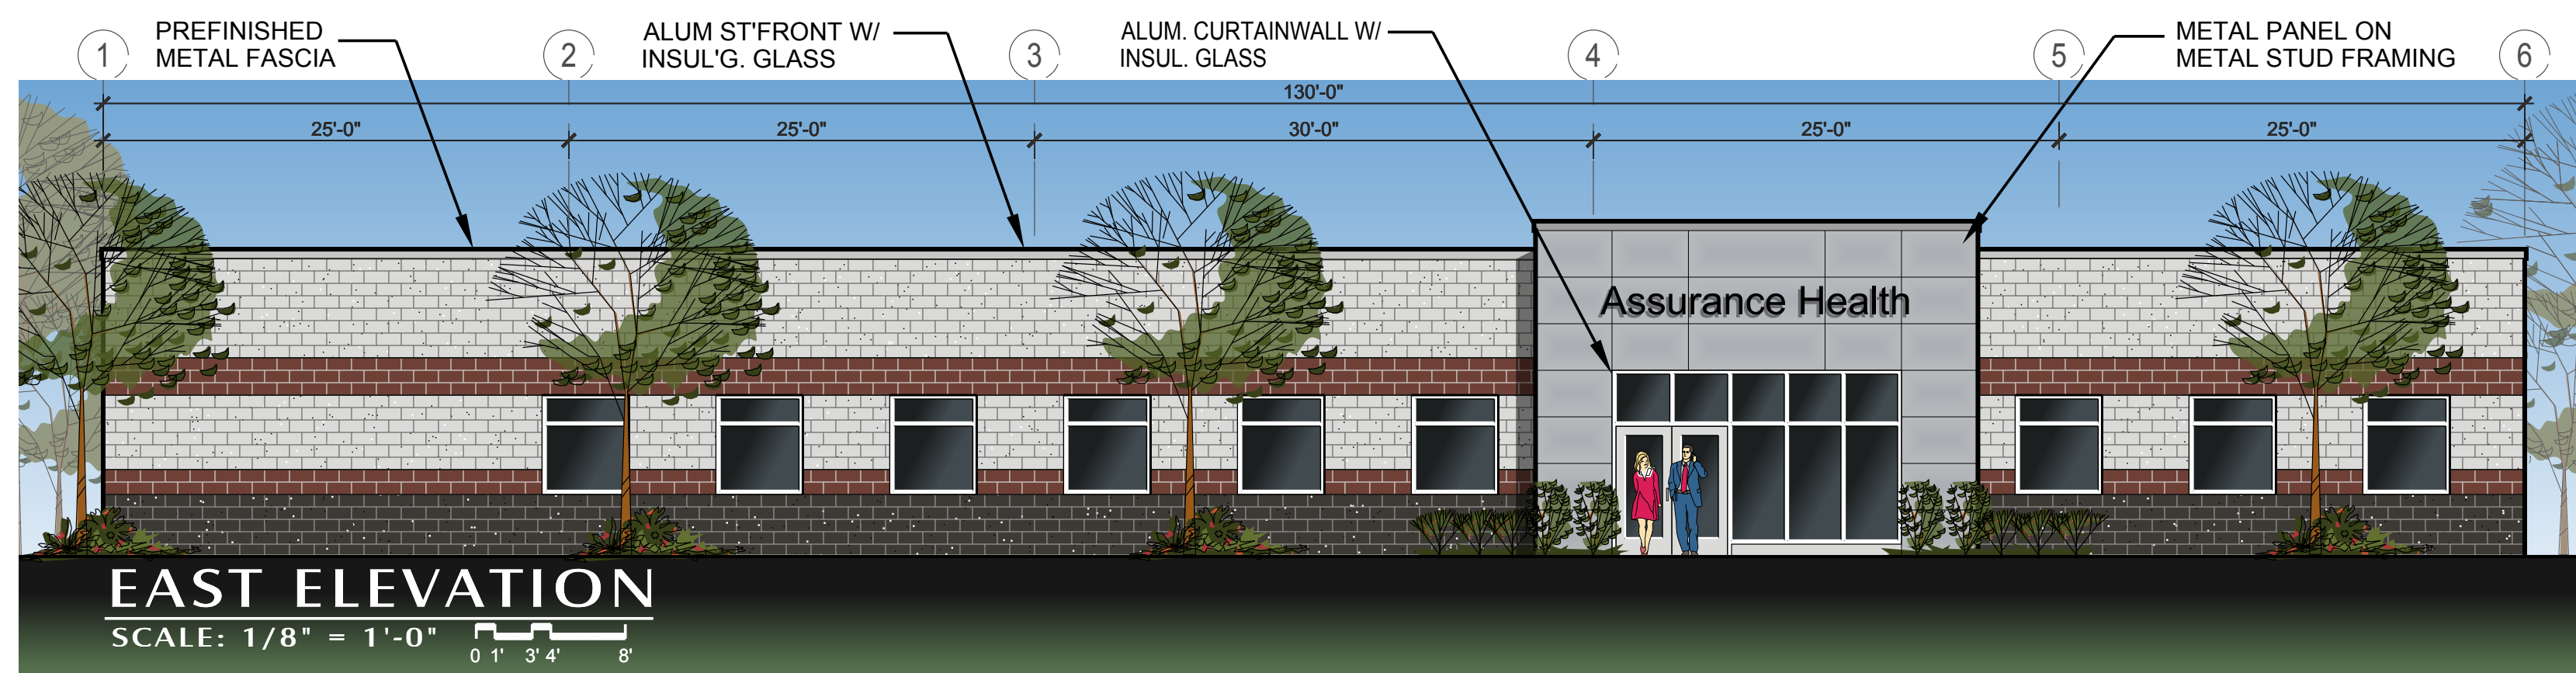 1
PREFINISHED
METAL FASCIA
2
ALUM ST'FRONT W/
INSUL'G. GLASS
3
ALUM. CURTAINWALL W/
INSUL. GLASS
4
5
METAL PANEL ON
METAL STUD FRAMING
6
130'-0"
25'-0"
25'-0"
30'-0"
25'-0"
25'-0"
Assurance Health
EAST ELEVATION
SCALE: 1/8" = 1'-0"
0 1' 3' 4' 8'